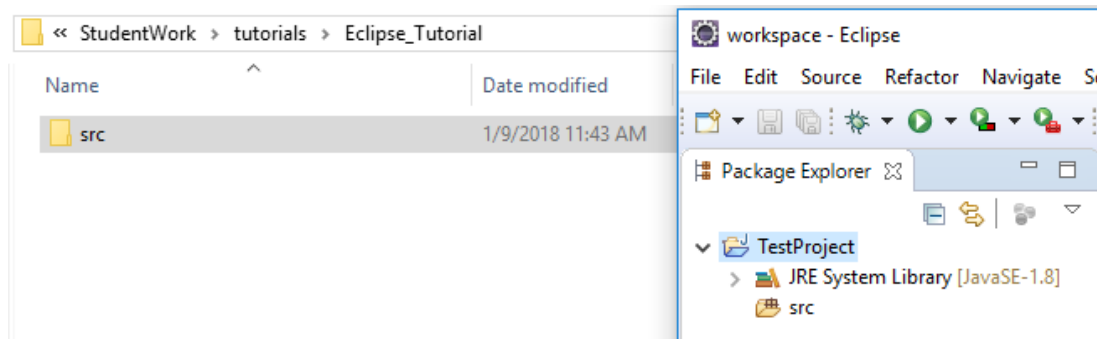 « StudentWork > tutorials > Eclipse_Tutorial
Name Date modified
src 1/9/2018 11:43 AM
workspace - Eclipse
File Edit Source Refactor Navigate
Package Explorer
TestProject
JRE System Library [JavaSE-1.8]
src